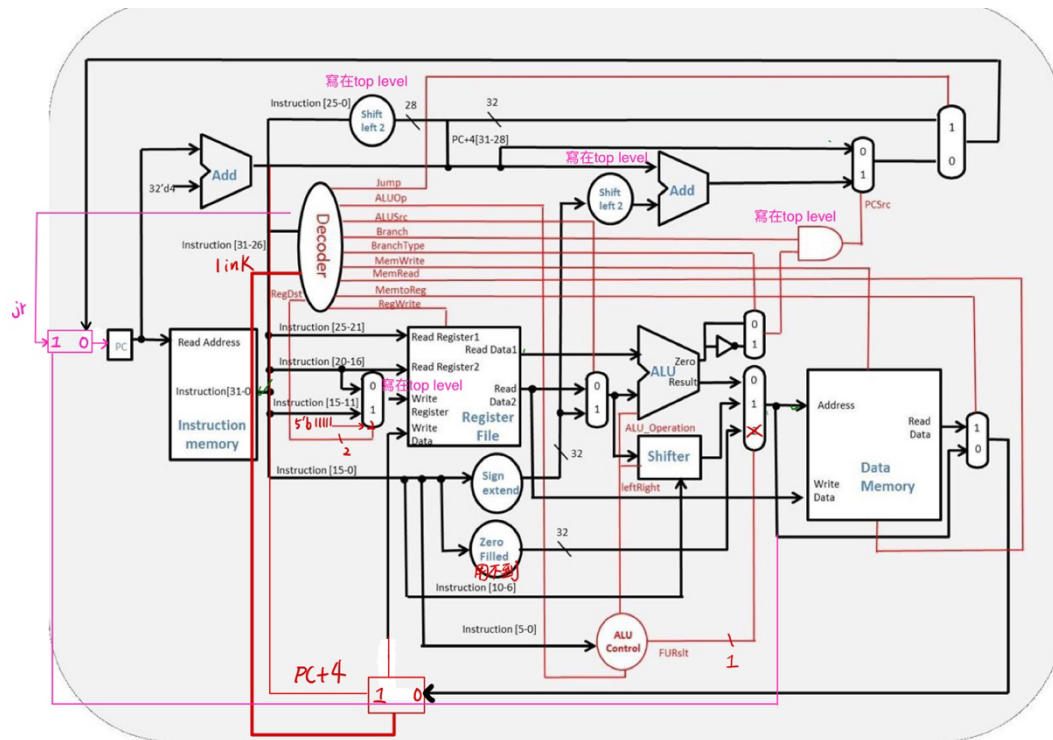 寫在top level
Instruction [25-0]
Shift left 2
28
32
1
0
PC+4[31-28]
寫在top level
Add
32'd4
Shift left 2
Add
0
1
PCSrc
寫在top level
Jump
ALUOp
ALUSrc
Branch
BranchType
MemWrite
MemRead
MemtoReg
RegWrite
Decoder
Instruction [31-26]
link
RegDst
jr
1 0
PC
Read Address
Instruction[31-0]
Instruction memory
Instruction [25-21]
Instruction [20-16]
Instruction [15-11]
0
1
2
5'b11111
2
寫在top level
Read Register1
Read Register2
Write Register
Write Data
Read Data1
Read Data2
Register File
0
1
ALU
Zero
Result
0
1
0
1
ALU_Operation
Shifter
leftRight
32
Address
Read Data
Write Data
Data Memory
1
0
Instruction [15-0]
Sign extend
Zero Filled
用不到
32
Instruction [10-6]
Instruction [5-0]
ALU Control
FURslt
1
PC+4
1 0